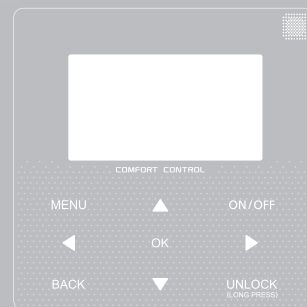 COMFORT CONTROL
MENU
ON/OFF
OK
BACK
UNLOCK
(LONG PRESS)